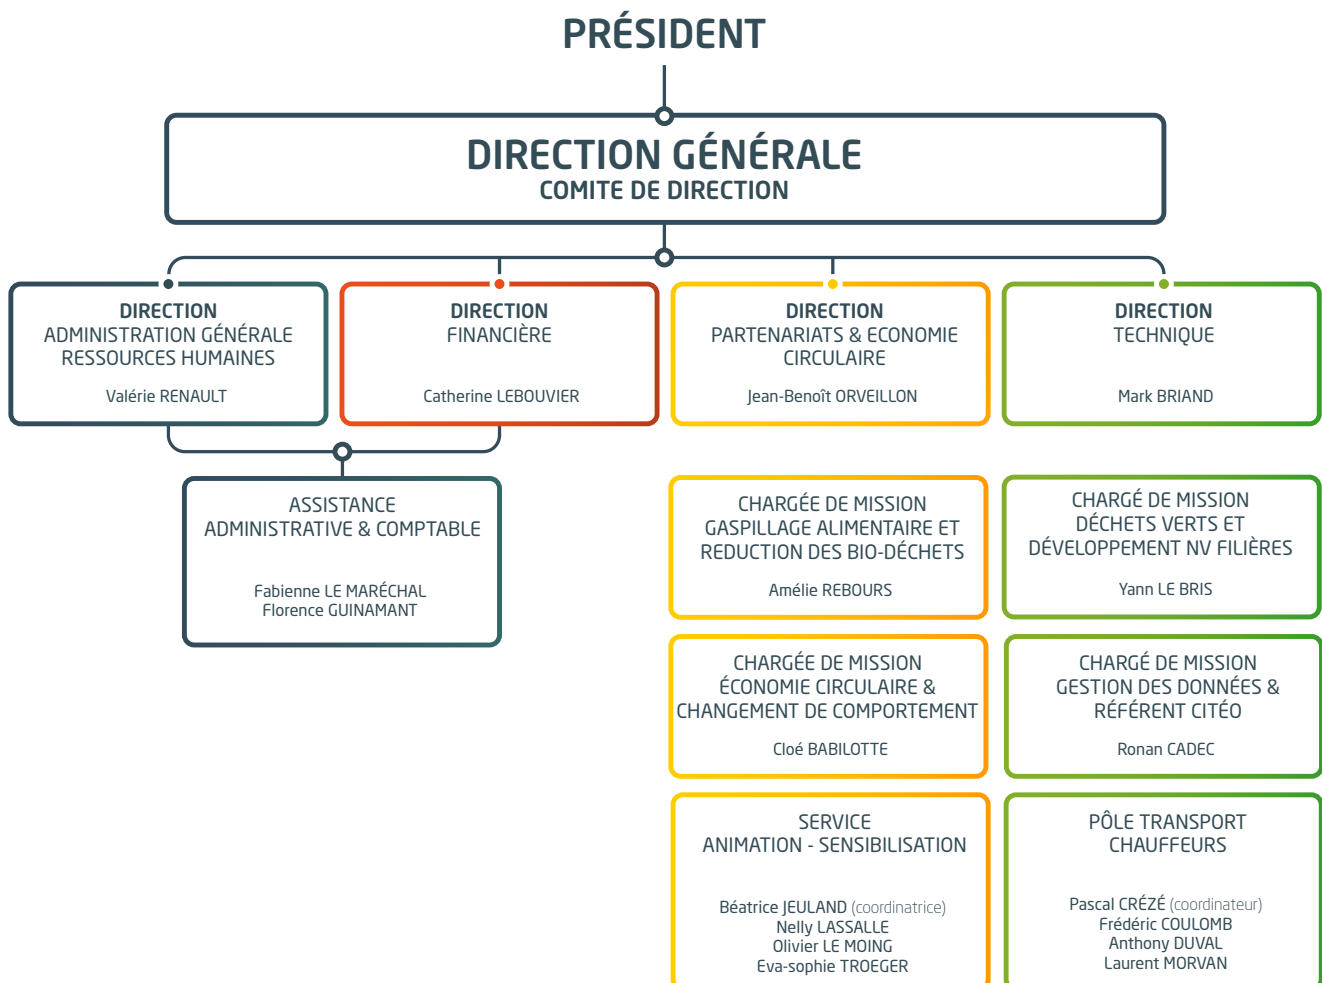 PRÉSIDENT
DIRECTION GÉNÉRALE
COMITE DE DIRECTION
DIRECTION
ADMINISTRATION GÉNÉRALE
RESSOURCES HUMAINES
Valérie RENAULT
DIRECTION
FINANCIÈRE
Catherine LEBOUVIER
DIRECTION
PARTENARIATS & ECONOMIE
CIRCULAIRE
Jean-Benoît ORVEILLON
DIRECTION
TECHNIQUE
Mark BRIAND
ASSISTANCE
ADMINISTRATIVE & COMPTABLE
Fabienne LE MARÉCHAL
Florence GUINAMANT
CHARGÉE DE MISSION
GASPILLAGE ALIMENTAIRE ET
REDUCTION DES BIO-DÉCHETS
Amélie REBOURS
CHARGÉ DE MISSION
DÉCHETS VERTS ET
DÉVELOPPEMENT NV FILIÈRES
Yann LE BRIS
CHARGÉE DE MISSION
ÉCONOMIE CIRCULAIRE &
CHANGEMENT DE COMPORTEMENT
Cloé BABILOTTE
CHARGÉ DE MISSION
GESTION DES DONNÉES &
RÉFÉRENT CITÉO
Ronan CADEC
SERVICE
ANIMATION - SENSIBILISATION
Béatrice JEULAND (coordinatrice)
Nelly LASSALLE
Olivier LE MOING
Eva-sophie TROEGER
PÔLE TRANSPORT
CHAUFFEURS
Pascal CRÉZÉ (coordinateur)
Frédéric COULOMB
Anthony DUVAL
Laurent MORVAN